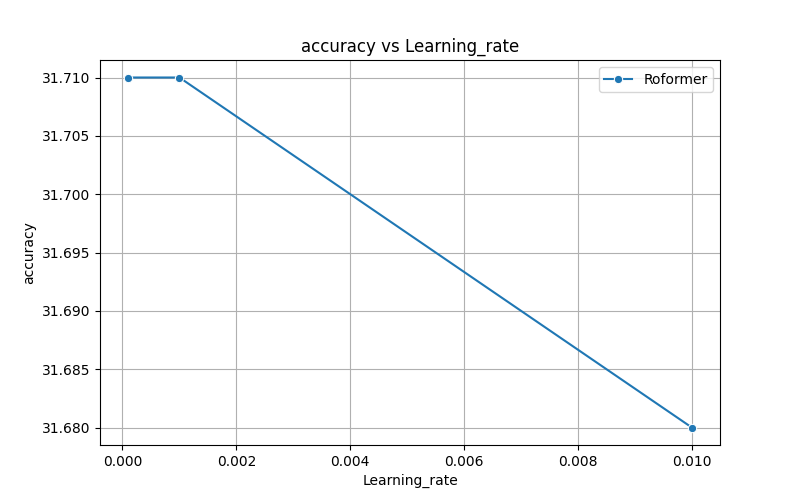 accuracy vs Learning_rate
Roformer
31.710
31.705
31.700
31.695
31.690
31.685
31.680
accuracy
0.000 0.002 0.004 0.006 0.008 0.010
Learning_rate